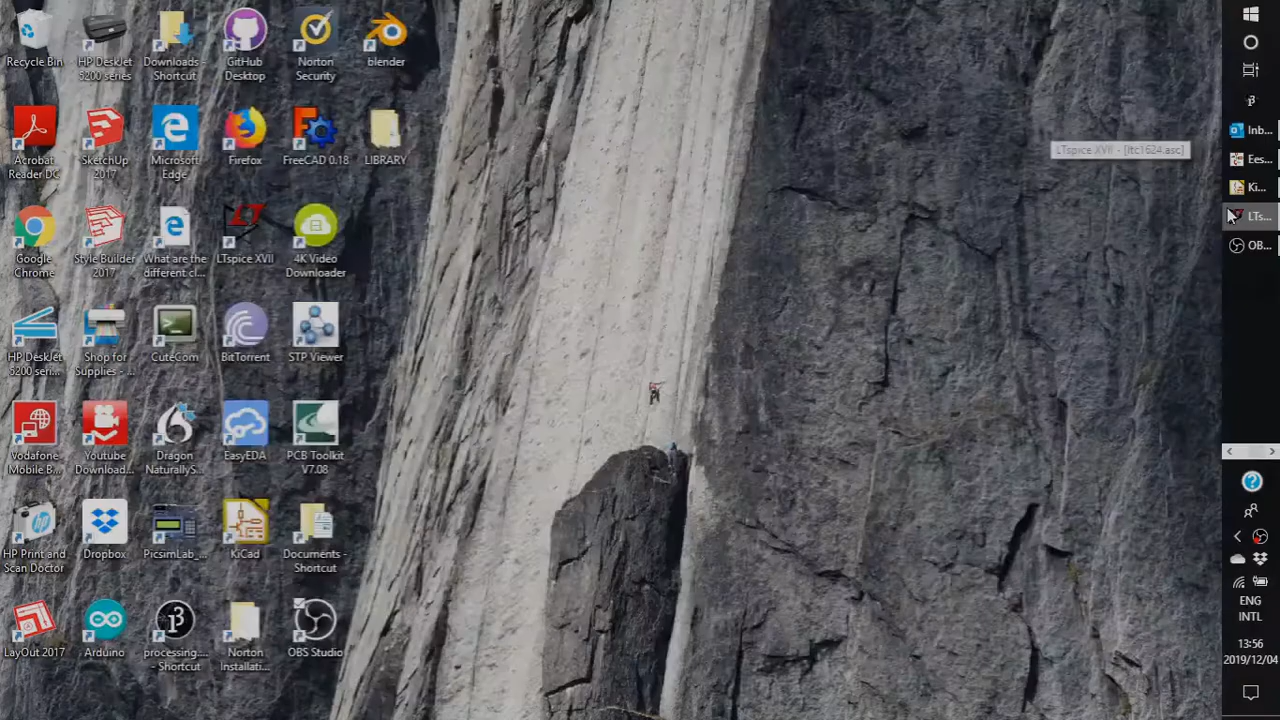 Recycle Bin
HP DeskJet
5200 series
Downloads -
Shortcut
GitHub
Desktop
Norton
Security
blender
Acrobat
Reader DC
SketchUp
2017
Microsoft
Edge
Firefox
FreeCAD 0.18
LIBRARY
Google
Chrome
Style Builder
2017
What are the
different cl...
LTspice XVII
4K Video
Downloader
HP DeskJet
5200 seri...
Shop for
Supplies - ...
CuteCom
BitTorrent
STP Viewer
Vodafone
Mobile B...
Youtube
Download...
Dragon
NaturallyS...
EasyEDA
PCB Toolkit
V7.08
HP Print and
Scan Doctor
Dropbox
PicsimLab_...
KiCad
Documents -
Shortcut
LayOut 2017
Arduino
processing....
- Shortcut
Norton
Installati...
OBS Studio
LTspice XVII - [ltc1624.asc]
Inb...
Ees...
Ki...
LTs...
OB...
ENG
INTL
13:56
2019/12/04